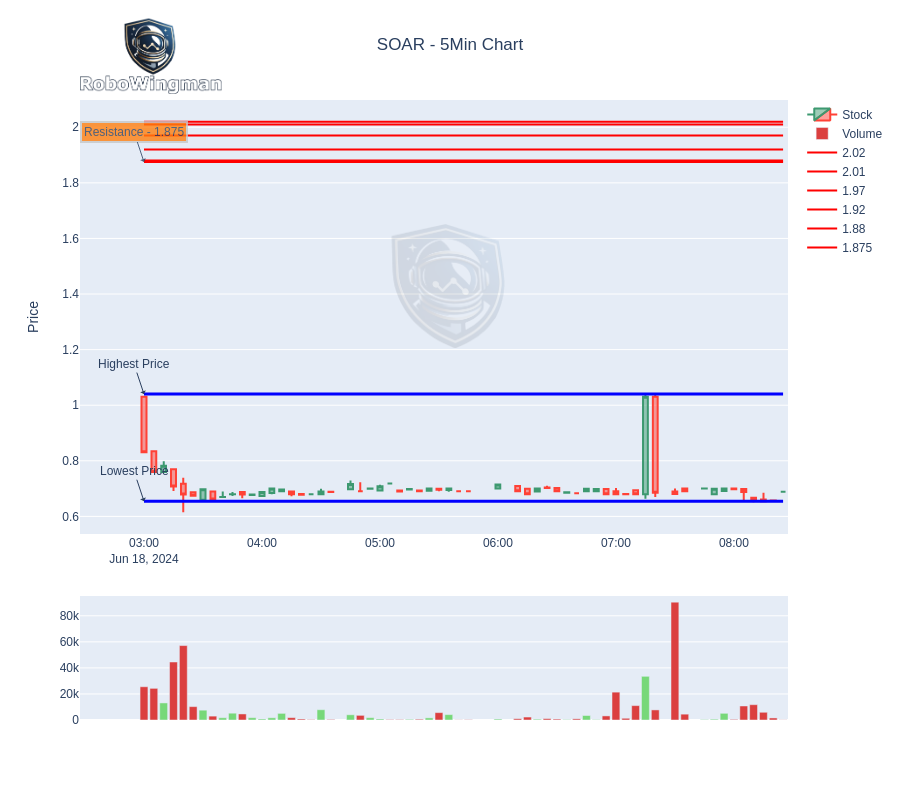 SOAR - 5Min Chart
RoboWingman
Resistance - 1.875
Highest Price
Lowest Price
Price
2
1.8
1.6
1.4
1.2
1
0.8
0.6
03:00
Jun 18, 2024
04:00
05:00
06:00
07:00
08:00
80k
60k
40k
20k
0
Stock
Volume
2.02
2.01
1.97
1.92
1.88
1.875